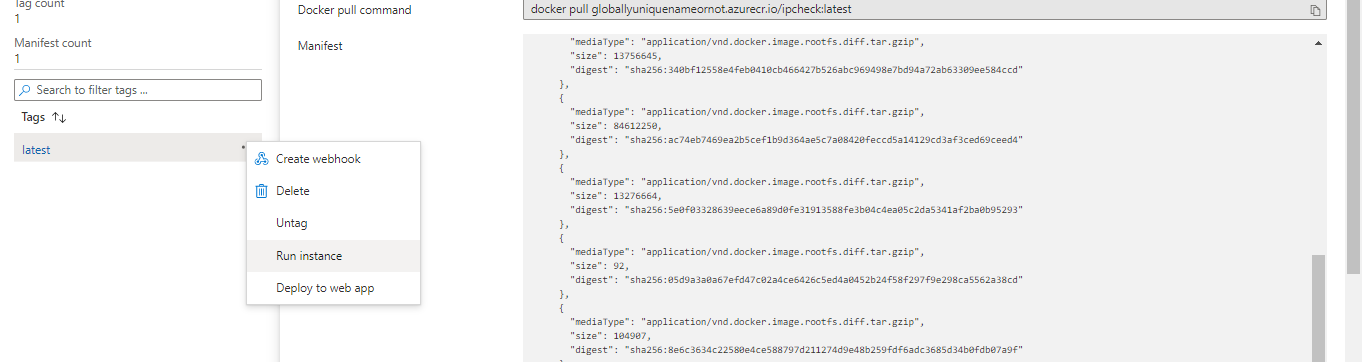 Tag count
1
Manifest count
1
Search to filter tags ...
Tags
latest
Create webhook
Delete
Untag
Run instance
Deploy to web app
Docker pull command
docker pull globallyuniquenameornot.azurecr.io/ipcheck:latest
Manifest
"mediaType": "application/vnd.docker.image.rootfs.diff.tar.gzip",
"size": 13756645,
"digest": "sha256:340bf12558e4feb0410cb466427b526abc969498e7bd94a72ab63309ee584ccd"
},
{
"mediaType": "application/vnd.docker.image.rootfs.diff.tar.gzip",
"size": 84612250,
"digest": "sha256:ac74eb7469ea2b5cef1b9d364ae5c7a08420feccd5a14129cd3af3ced69ceed4"
},
{
"mediaType": "application/vnd.docker.image.rootfs.diff.tar.gzip",
"size": 13276664,
"digest": "sha256:5e0f03328639eece6a89d0fe31913588fe3b04c4ea05c2da5341af2ba0b95293"
},
{
"mediaType": "application/vnd.docker.image.rootfs.diff.tar.gzip",
"size": 92,
"digest": "sha256:05d9a3a0a67efd47c02a4ce6426c5ed4a0452b24f58f297f9e298ca5562a38cd"
},
{
"mediaType": "application/vnd.docker.image.rootfs.diff.tar.gzip",
"size": 104907,
"digest": "sha256:8e6c3634c22580e4ce588797d211274d9e48b259fdf6adc3685d34b0fdb07a9f"